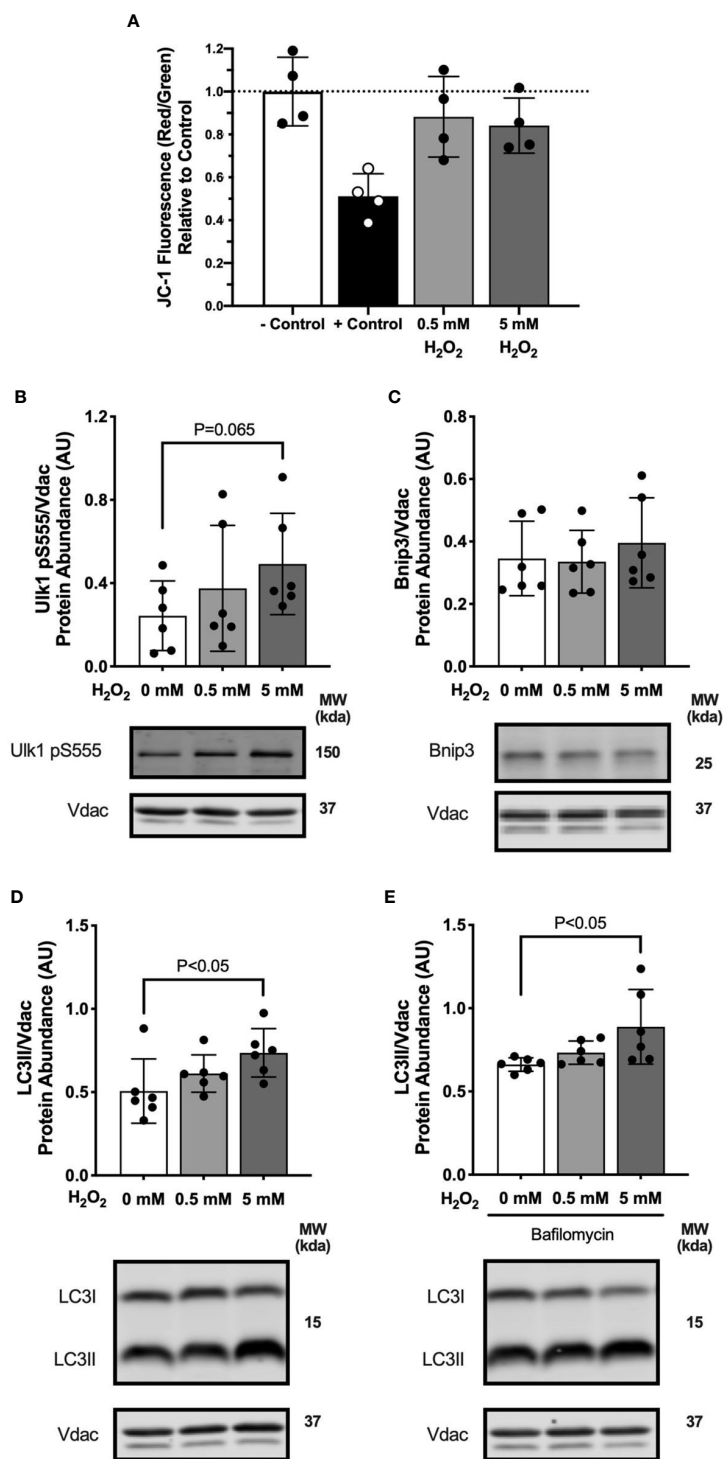 A
JC-1 Fluorescence (Red/Green)
Relative to Control
1.2
1.0
0.8
0.6
0.4
0.2
0.0
- Control + Control 0.5 mM 5 mM
H₂O₂ H₂O₂
B
Ulk1 pS555/Vdac
Protein Abundance (AU)
1.2
0.8
0.4
0.0
P=0.065
H₂O₂ 0 mM 0.5 mM 5 mM
MW
(kda)
Ulk1 pS555 150
Vdac 37
C
Bnip3/Vdac
Protein Abundance (AU)
0.8
0.6
0.4
0.2
0.0
H₂O₂ 0 mM 0.5 mM 5 mM
MW
(kda)
Bnip3 25
Vdac 37
D
LC3II/Vdac
Protein Abundance (AU)
1.5
1.0
0.5
0.0
P<0.05
H₂O₂ 0 mM 0.5 mM 5 mM
MW
(kda)
LC3I
15
LC3II
Vdac 37
E
LC3II/Vdac
Protein Abundance (AU)
1.5
1.0
0.5
0.0
P<0.05
H₂O₂ 0 mM 0.5 mM 5 mM
Bafilomycin
MW
(kda)
LC3I
15
LC3II
Vdac 37